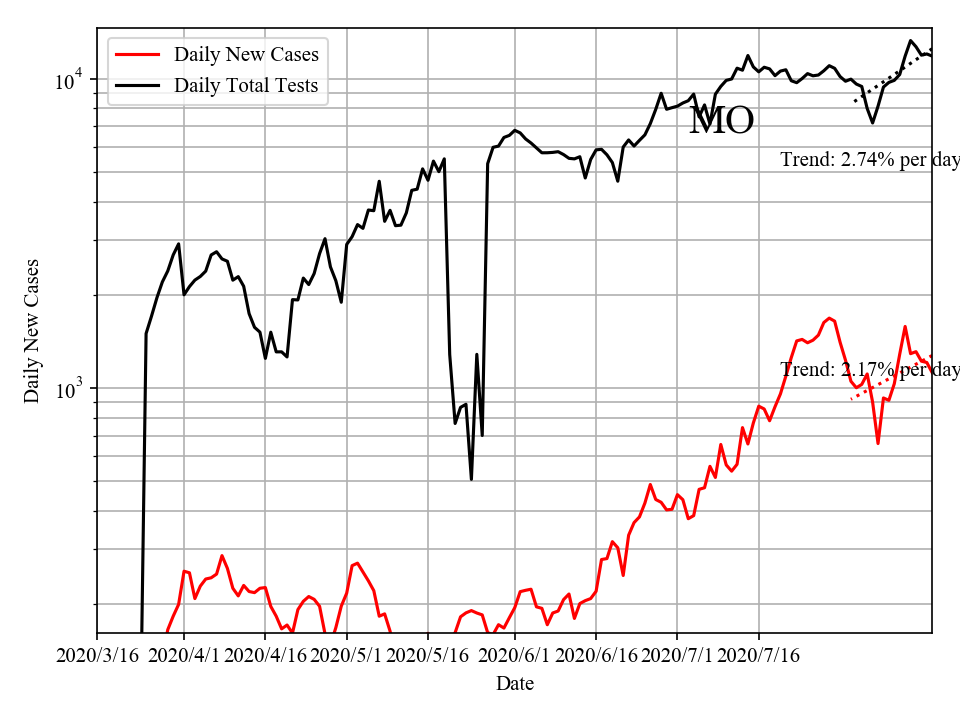 Daily New Cases
Daily Total Tests
10^4
MO
Trend: 2.74% per day
Daily New Cases
Trend: 2.17% per day
10^3
2020/3/16 2020/4/1 2020/4/16 2020/5/1 2020/5/16 2020/6/1 2020/6/16 2020/7/1 2020/7/16
Date